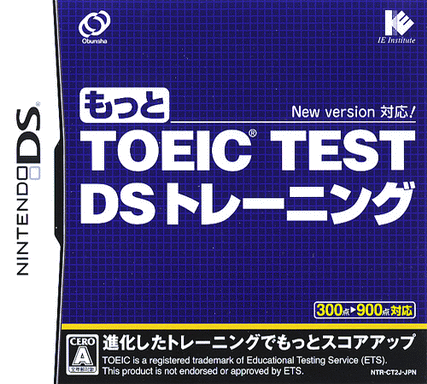 Obunsha
IE Institute
NINTENDO DS
もっと
New version 対応!
TOEIC® TEST
DSトレーニング
300点▶900点対応
CERO
A
進化したトレーニングでもっとスコアアップ
TOEIC is a registered trademark of Educational Testing Service (ETS).
This product is not endorsed or approved by ETS.
NTR-CT2J-JPN